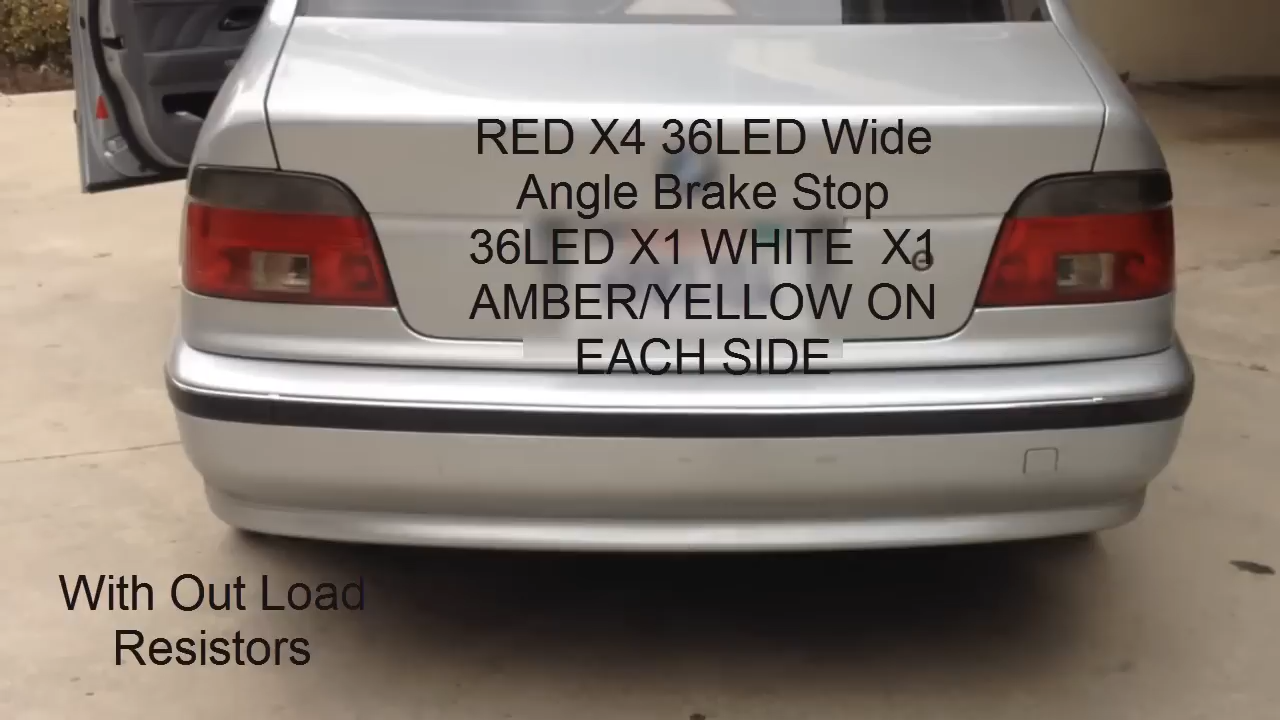 RED X4 36LED Wide
Angle Brake Stop
36LED X1 WHITE  X1
AMBER/YELLOW ON
EACH SIDE
With Out Load
Resistors